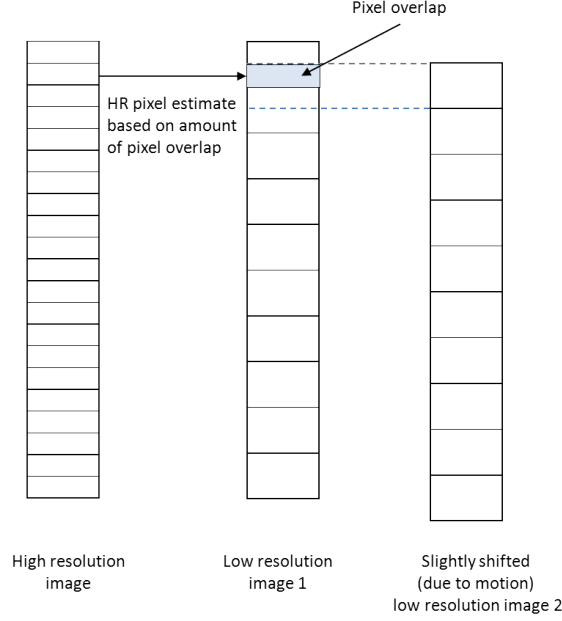 Pixel overlap
HR pixel estimate
based on amount
of pixel overlap
High resolution
image
Low resolution
image 1
Slightly shifted
(due to motion)
low resolution image 2